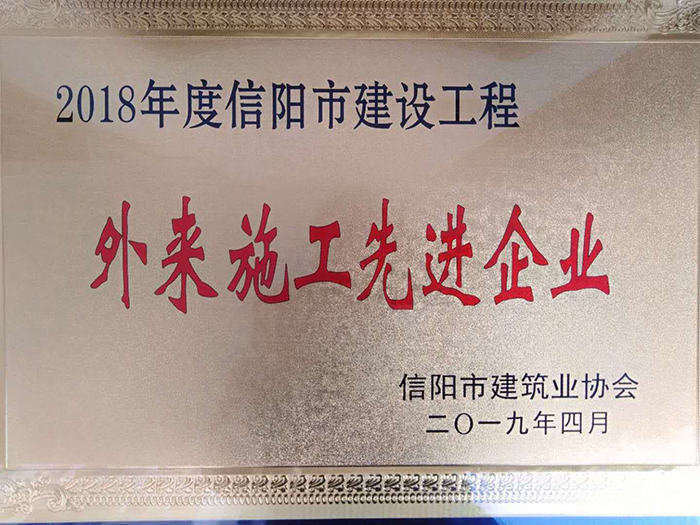 2018年度信阳市建设工程
外来施工先进企业
信阳市建筑业协会
二〇一九年四月